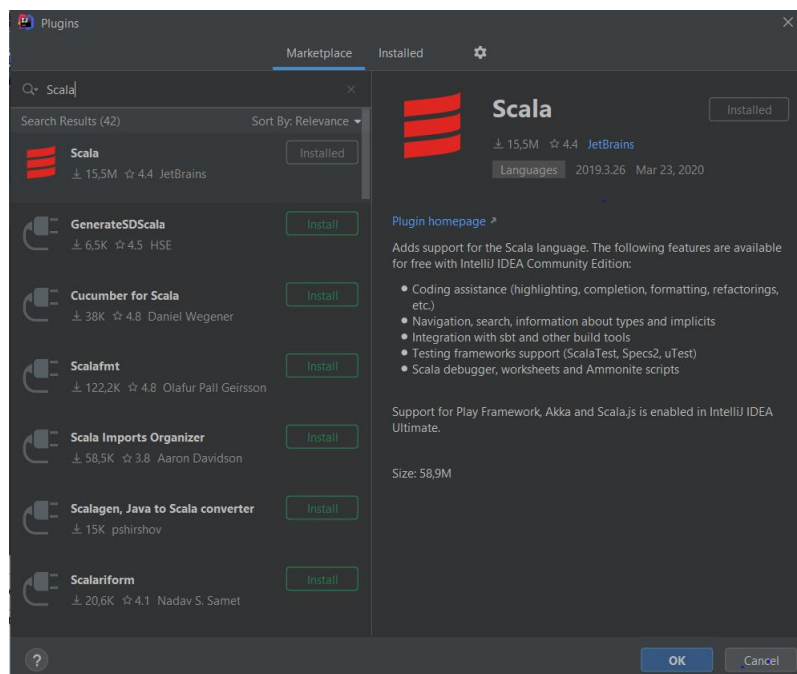 Plugins
Marketplace
Installed
Scala
Search Results (42)
Sort By: Relevance
Scala
15,5M 4.4 JetBrains
Installed
GenerateSDScala
6,5K 4.5 HSE
Install
Cucumber for Scala
38K 4.8 Daniel Wegener
Install
Scalafmt
122,2K 4.8 Olafur Pall Geirsson
Install
Scala Imports Organizer
58,5K 3.8 Aaron Davidson
Install
Scalagen, Java to Scala converter
15K pshirshov
Install
Scalariform
20,6K 4.1 Nadav S. Samet
Install
Scala
Installed
15,5M 4.4 JetBrains
Languages 2019.3.26 Mar 23, 2020
Plugin homepage
Adds support for the Scala language. The following features are available
for free with IntelliJ IDEA Community Edition:
Coding assistance (highlighting, completion, formatting, refactorings,
etc.)
Navigation, search, information about types and implicits
Integration with sbt and other build tools
Testing frameworks support (ScalaTest, Specs2, uTest)
Scala debugger, worksheets and Ammonite scripts
Support for Play Framework, Akka and Scala.js is enabled in IntelliJ IDEA
Ultimate.
Size: 58,9M
?
OK
Cancel